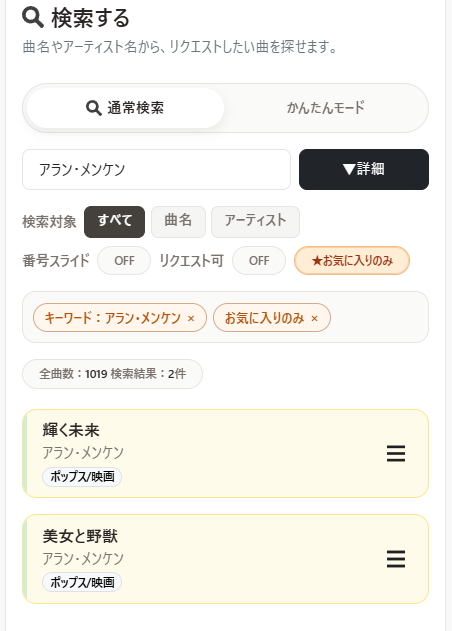 検索する
曲名やアーティスト名から、リクエストしたい曲を探せます。
通常検索 かんたんモード
アラン・メンケン ▼詳細
検索対象 すべて 曲名 アーティスト
番号スライド OFF リクエスト可 OFF ★お気に入りのみ
キーワード：アラン・メンケン × お気に入りのみ ×
全曲数：1019 検索結果：2件
輝く未来
アラン・メンケン
ポップス/映画
美女と野獣
アラン・メンケン
ポップス/映画